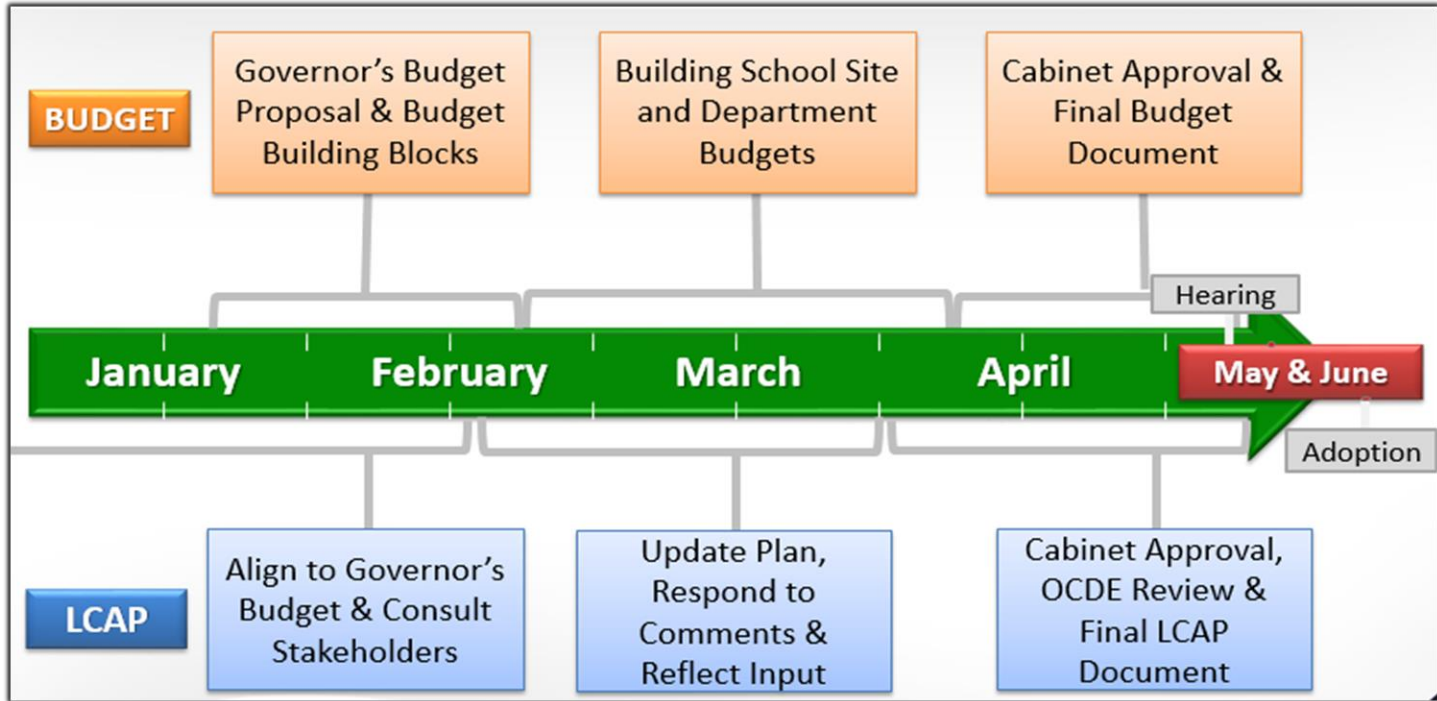 BUDGET
Governor's Budget
Proposal & Budget
Building Blocks
Building School Site
and Department
Budgets
Cabinet Approval &
Final Budget
Document
Hearing
January
February
March
April
May & June
Adoption
LCAP
Align to Governor's
Budget & Consult
Stakeholders
Update Plan,
Respond to
Comments &
Reflect Input
Cabinet Approval,
OCDE Review &
Final LCAP
Document